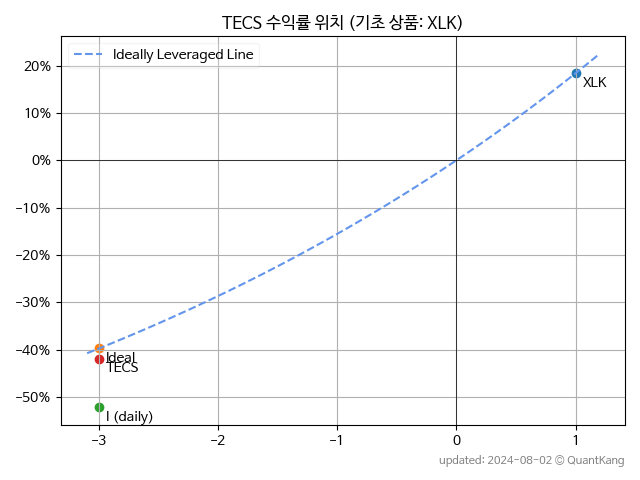 TECS 수익률 위치 (기초 상품: XLK)
Ideally Leveraged Line
20%
10%
0%
−10%
−20%
−30%
−40%
−50%
XLK
Ideal
TECS
I (daily)
−3
−2
−1
0
1
updated: 2024-08-02 © QuantKang